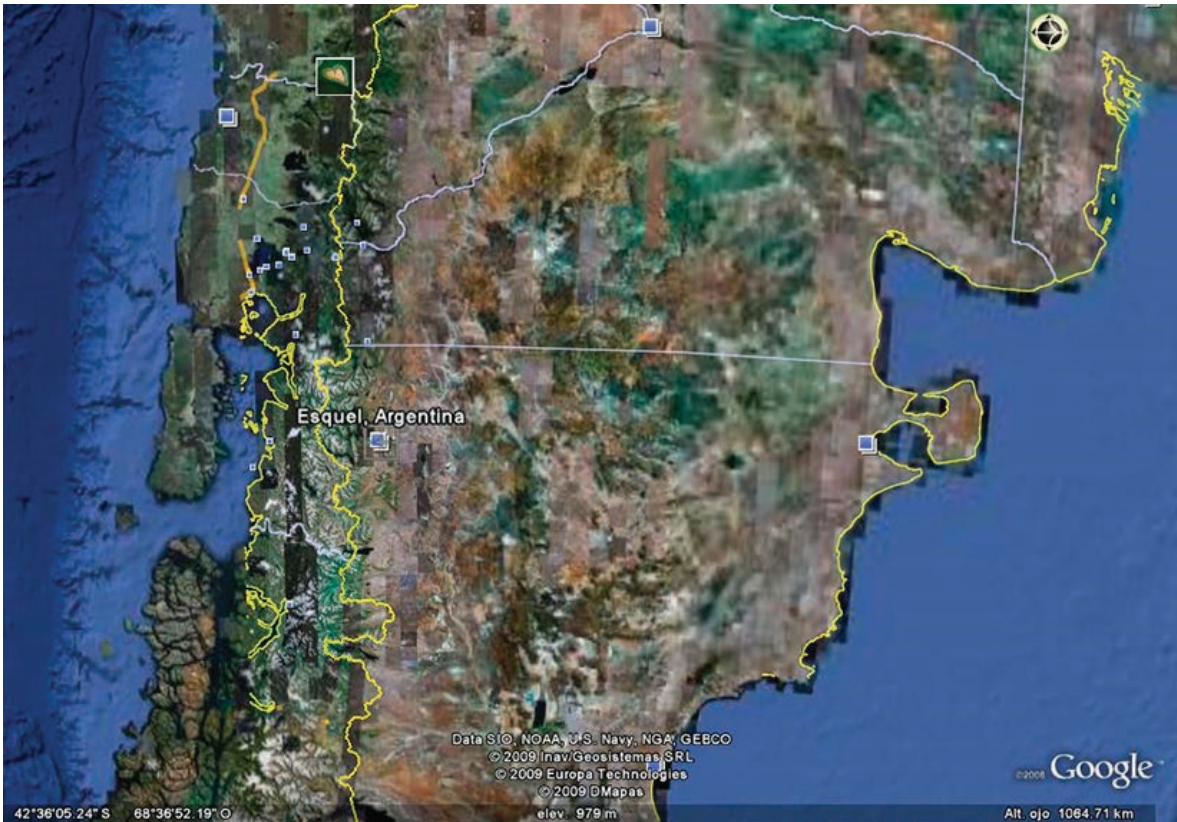 Esquel, Argentina
Data SIO, NOAA, U.S. Navy, NGA, GEBCO
© 2009 Inav/Geosistemas SRL
© 2009 Europa Technologies
© 2009 DMapas
©2008 Google
42°36'05.24" S 68°36'52.19" O elev. 979 m Alt. ojo 1064.71 km